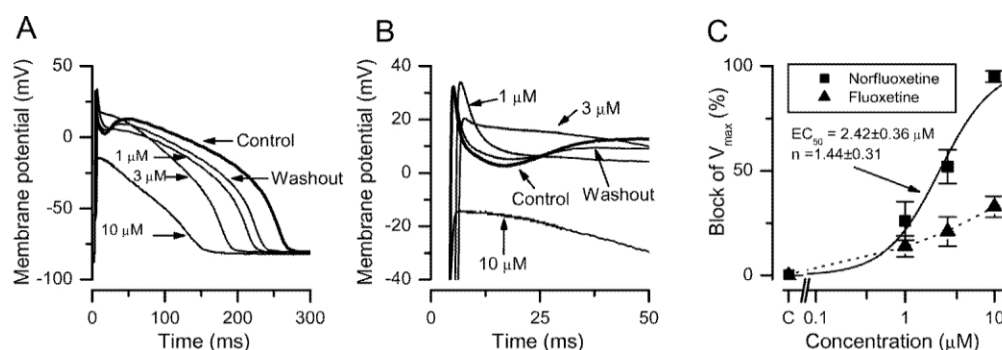 A
Membrane potential (mV)
50
0
-50
-100
Control
1 μM
Washout
3 μM
10 μM
0 100 200 300
Time (ms)
B
Membrane potential (mV)
40
20
0
-20
-40
1 μM
3 μM
Washout
Control
10 μM
0 25 50
Time (ms)
C
Block of Vmax (%)
100
50
0
Norfluoxetine
Fluoxetine
EC50 = 2.42±0.36 μM
n =1.44±0.31
C 0.1 1 10
Concentration (μM)